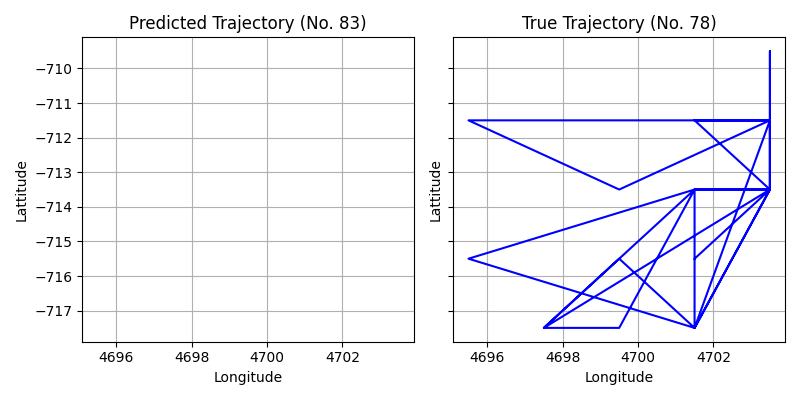 Predicted Trajectory (No. 83)
True Trajectory (No. 78)
−710
−711
−712
−713
−714
−715
−716
−717
Lattitude
Lattitude
4696 4698 4700 4702
4696 4698 4700 4702
Longitude
Longitude